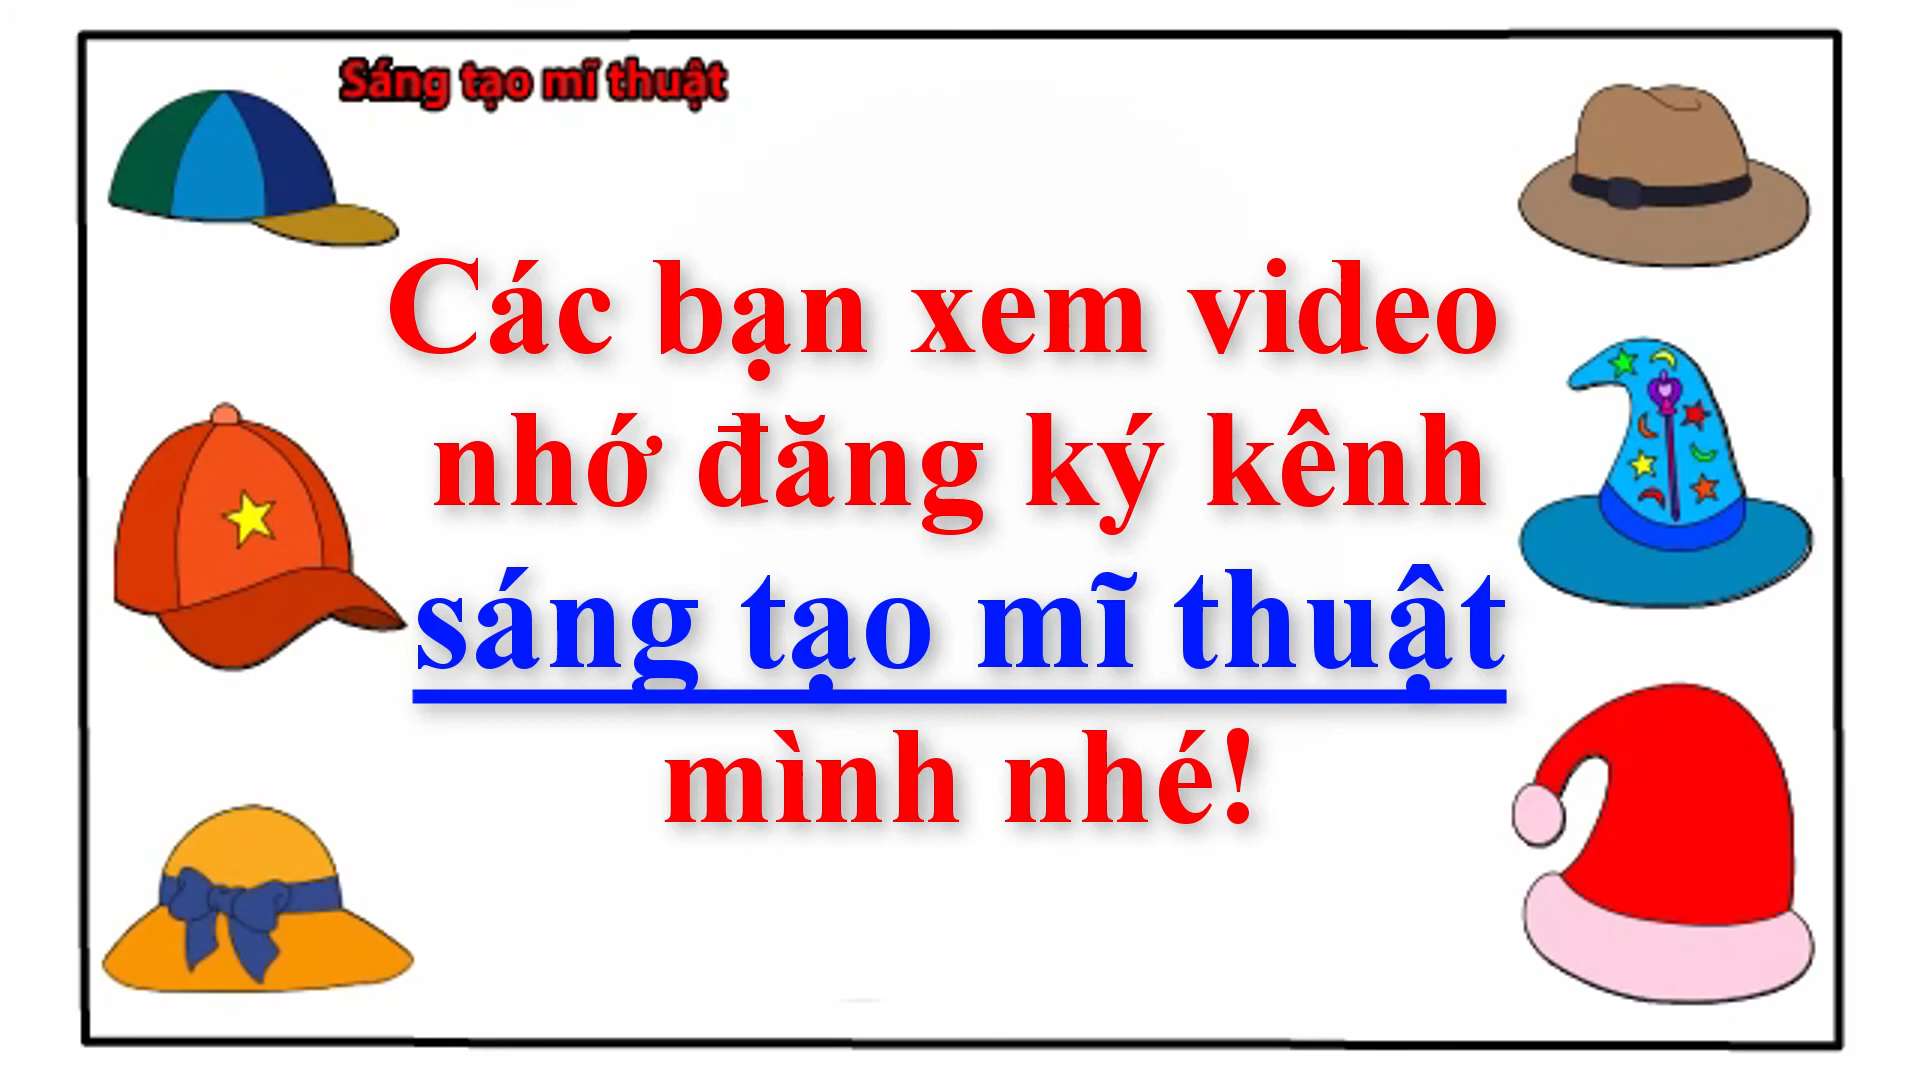 Sáng tạo mĩ thuật
Các bạn xem video
nhớ đăng ký kênh
sáng tạo mĩ thuật
mình nhé!